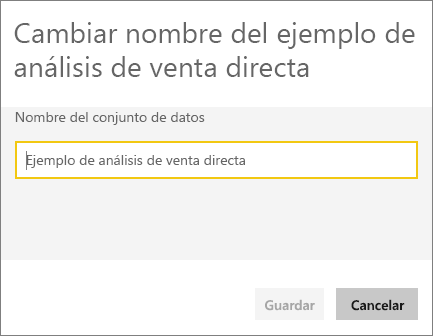 Cambiar nombre del ejemplo de
análisis de venta directa
Nombre del conjunto de datos
Ejemplo de análisis de venta directa
Guardar
Cancelar